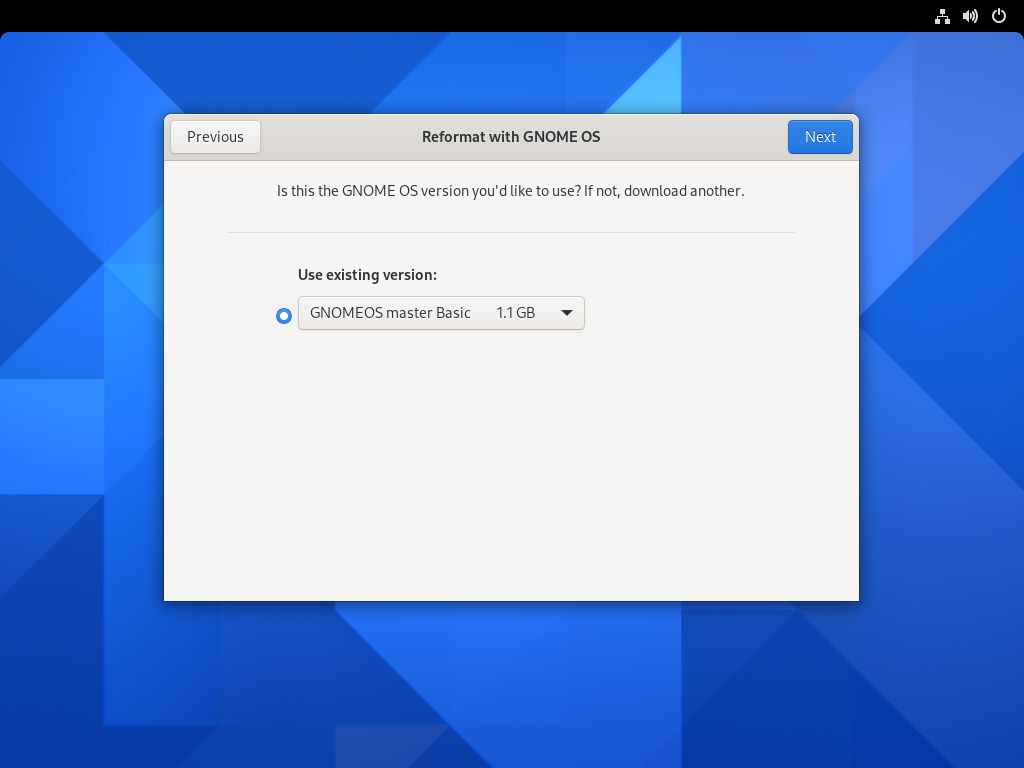 Previous
Reformat with GNOME OS
Next
Is this the GNOME OS version you'd like to use? If not, download another.
Use existing version:
GNOMEOS master Basic 1.1 GB